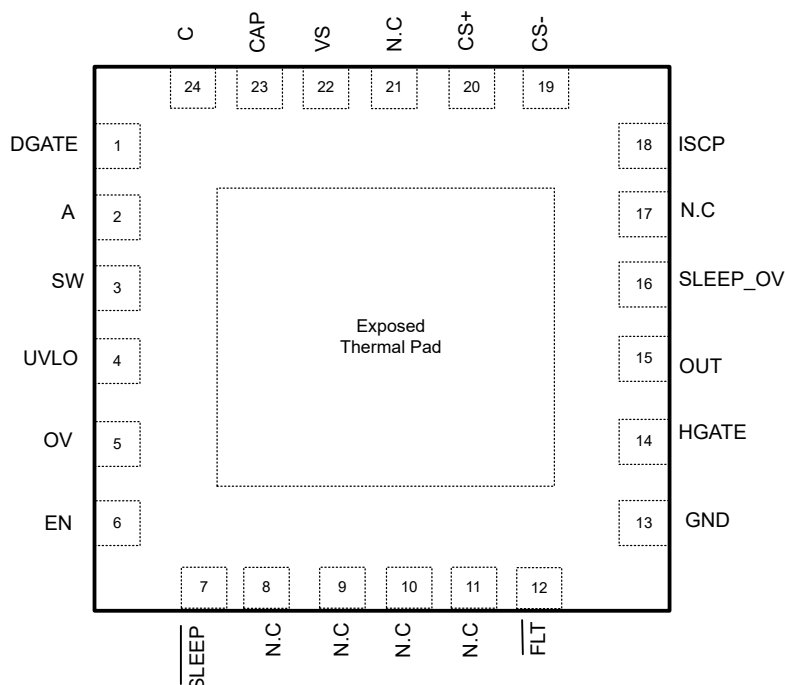 C
CAP
VS
N.C
CS+
CS-
24
23
22
21
20
19
DGATE
1
18
ISCP
A
2
17
N.C
SW
3
16
SLEEP_OV
Exposed
Thermal Pad
UVLO
4
15
OUT
OV
5
14
HGATE
EN
6
13
GND
7
8
9
10
11
12
SLEEP
N.C
N.C
N.C
N.C
FLT